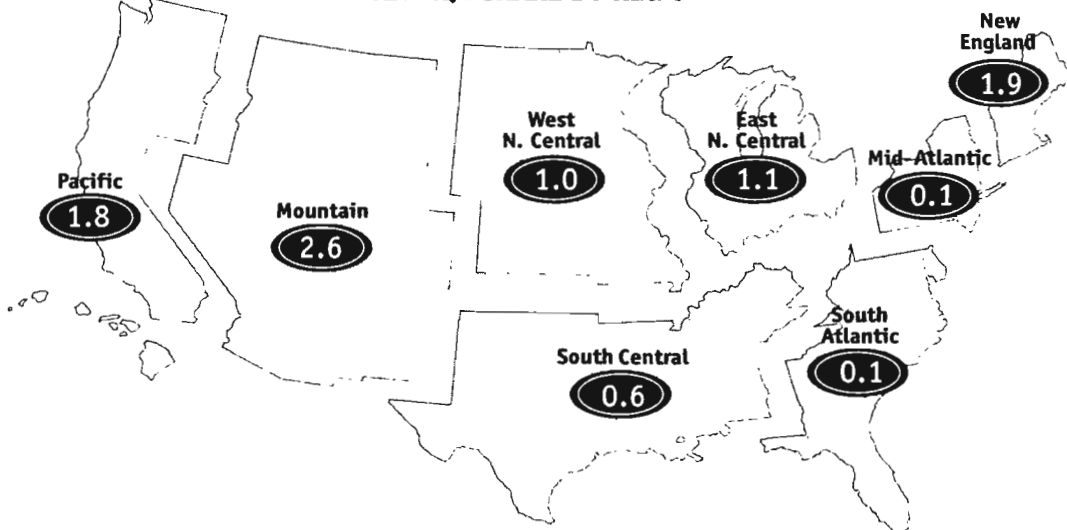 New
England
1.9
West
N. Central
1.0
East
N. Central
1.1
Mid-Atlantic
0.1
Pacific
1.8
Mountain
2.6
South
Atlantic
0.1
South Central
0.6